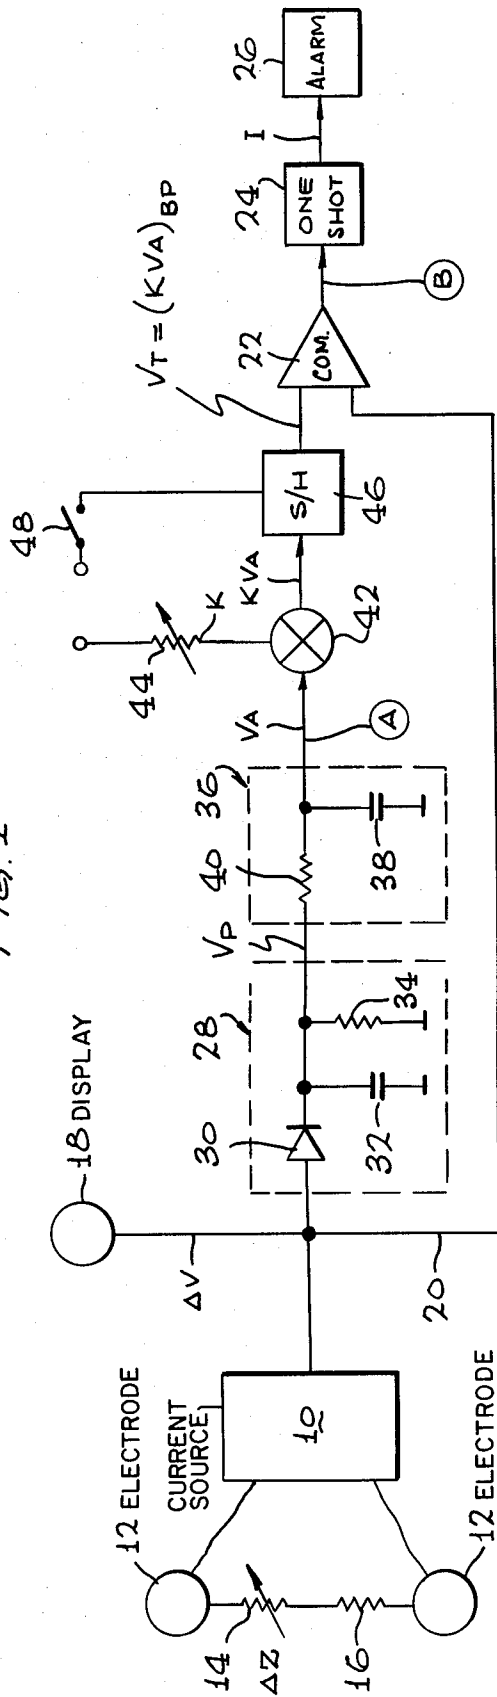 FIG. 1
18 DISPLAY
12 ELECTRODE
CURRENT
SOURCE
10
14
ΔZ
16
12 ELECTRODE
ΔV
20
28
30
32
34
VP
36
40
38
VA
A
44
K
42
KVA
48
S/H
46
VT = (KVA)BP
22
COM.
B
24
ONE
SHOT
I
26
ALARM